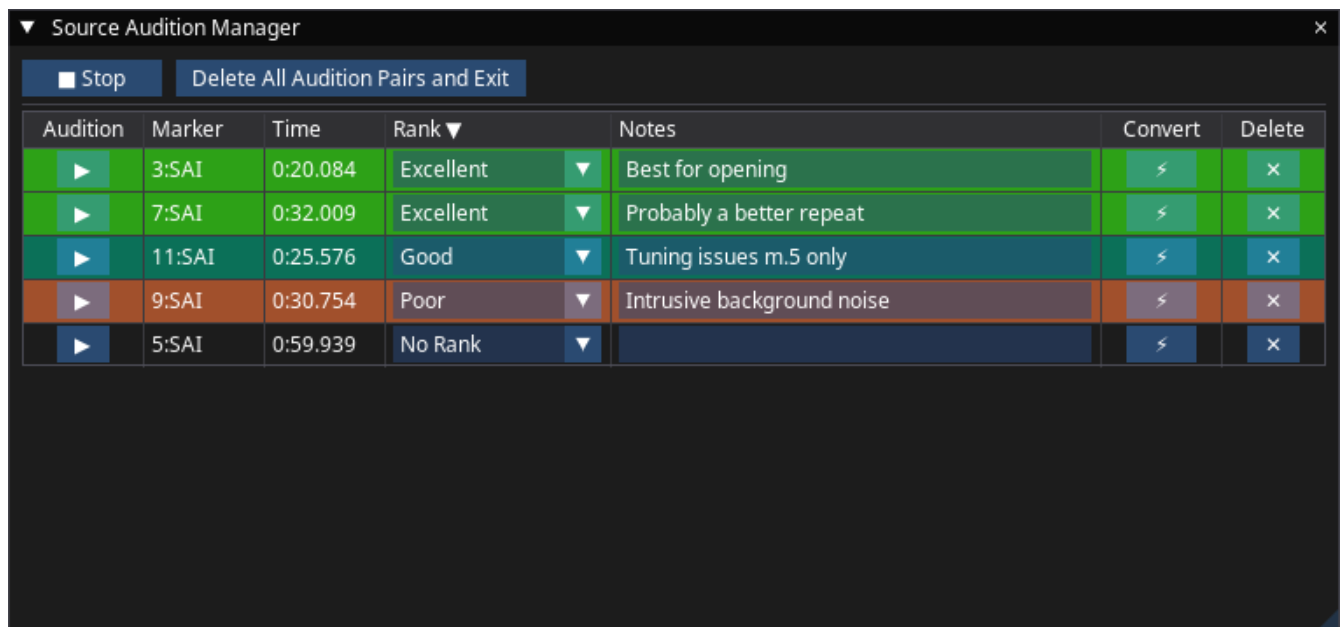 ▼ Source Audition Manager ×
■ Stop Delete All Audition Pairs and Exit
Audition Marker Time Rank▼ Notes Convert Delete
▶ 3:SAI 0:20.084 Excellent ▼ Best for opening ⚡ ×
▶ 7:SAI 0:32.009 Excellent ▼ Probably a better repeat ⚡ ×
▶ 11:SAI 0:25.576 Good ▼ Tuning issues m.5 only ⚡ ×
▶ 9:SAI 0:30.754 Poor ▼ Intrusive background noise ⚡ ×
▶ 5:SAI 0:59.939 No Rank ▼ ⚡ ×